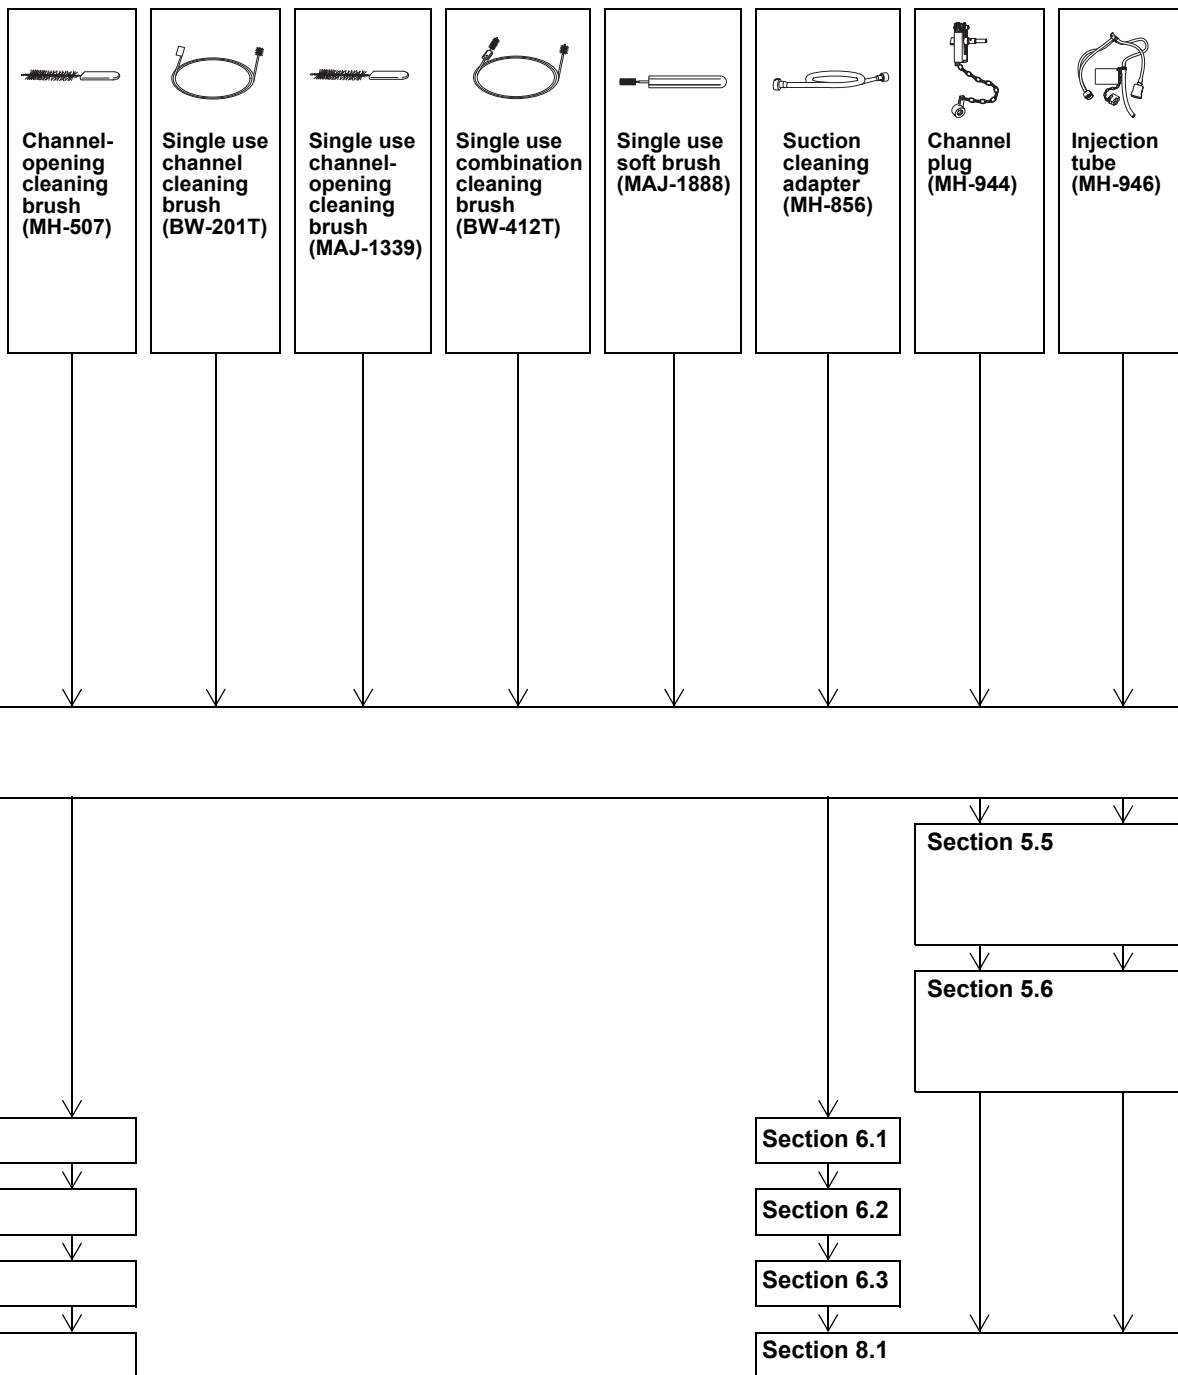 Channel-
opening
cleaning
brush
(MH-507)
Single use
channel
cleaning
brush
(BW-201T)
Single use
channel-
opening
cleaning
brush
(MAJ-1339)
Single use
combination
cleaning
brush
(BW-412T)
Single use
soft brush
(MAJ-1888)
Suction
cleaning
adapter
(MH-856)
Channel
plug
(MH-944)
Injection
tube
(MH-946)
Section 5.5
Section 5.6
Section 6.1
Section 6.2
Section 6.3
Section 8.1